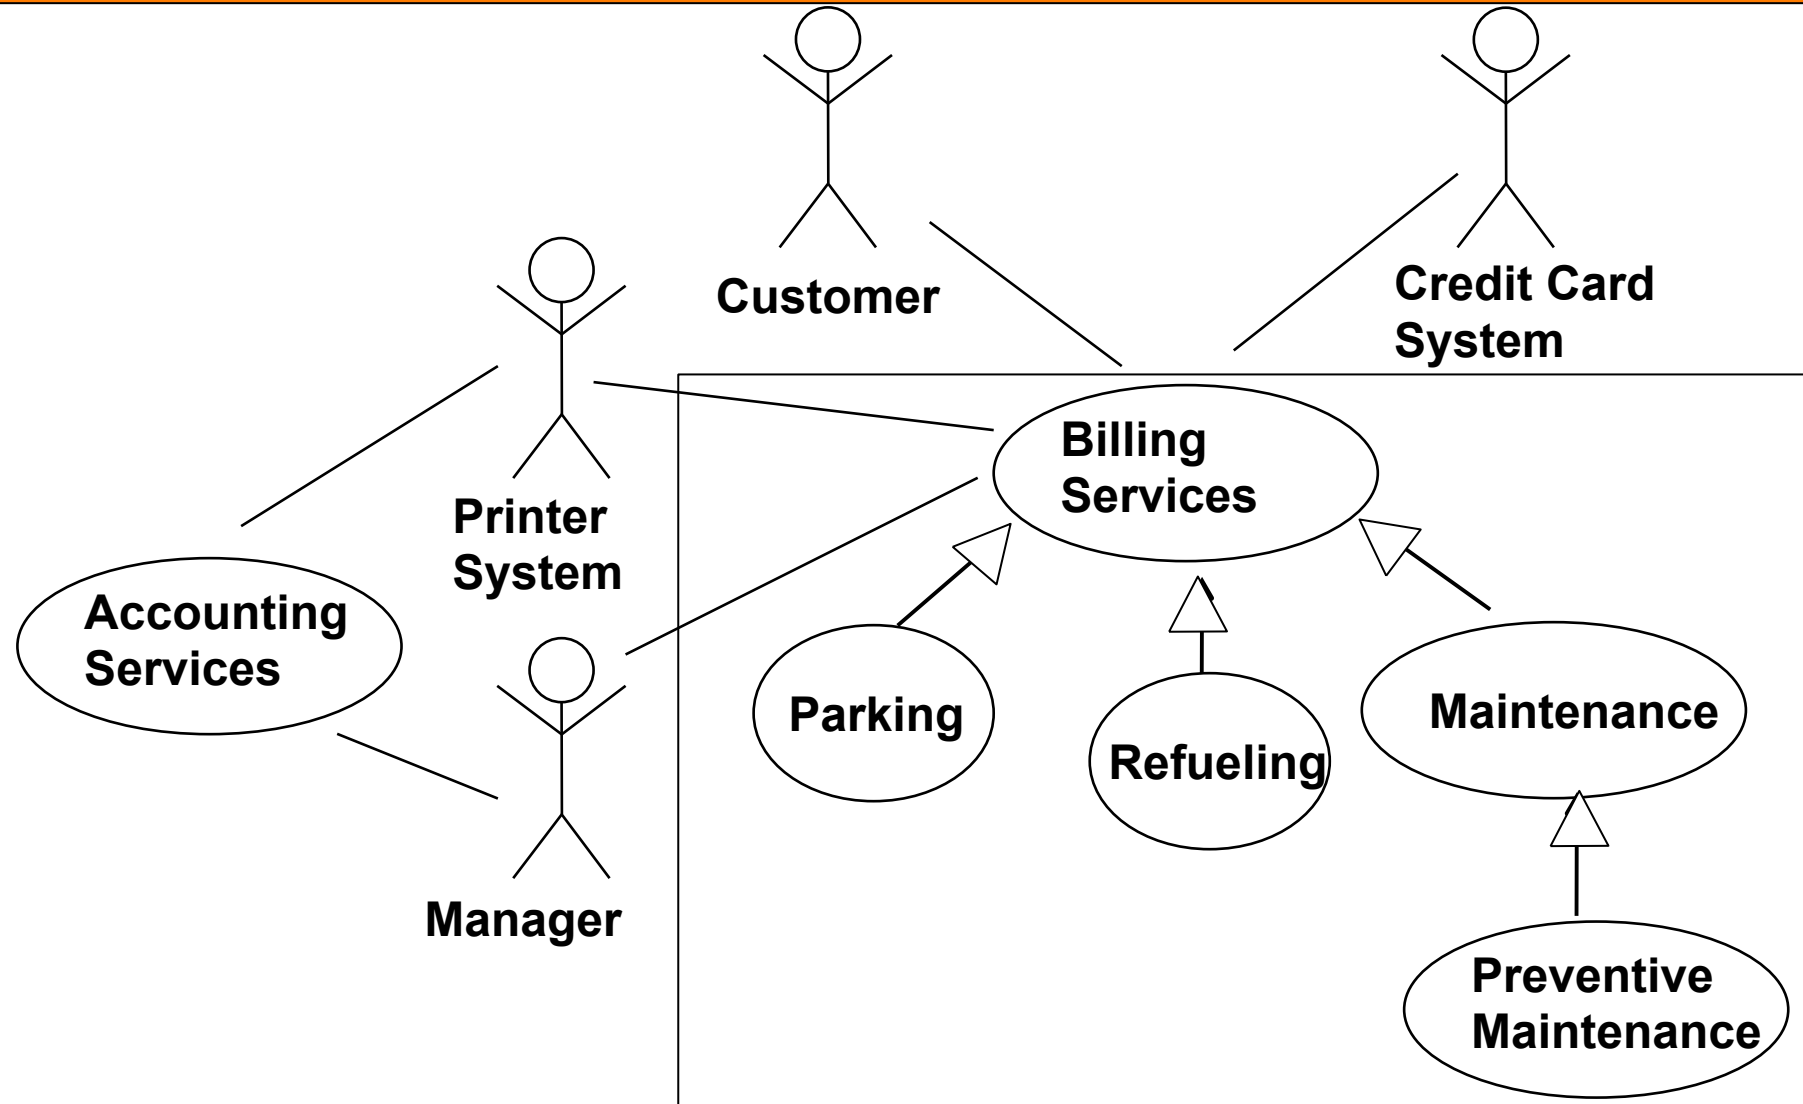 Customer
Credit Card
System
Printer
System
Billing
Services
Accounting
Services
Parking
Refueling
Maintenance
Manager
Preventive
Maintenance